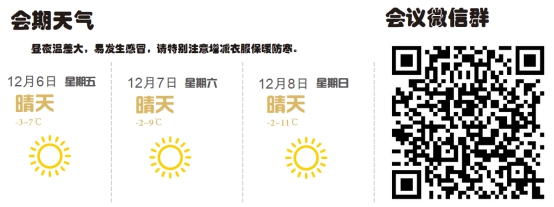 会期天气
昼夜温差大，易发生感冒，请特别注意增减衣服保暖防寒。
12月6日 星期五
晴天
-3~7℃
12月7日 星期六
晴天
-2~9℃
12月8日 星期日
晴天
-2~11℃
会议微信群